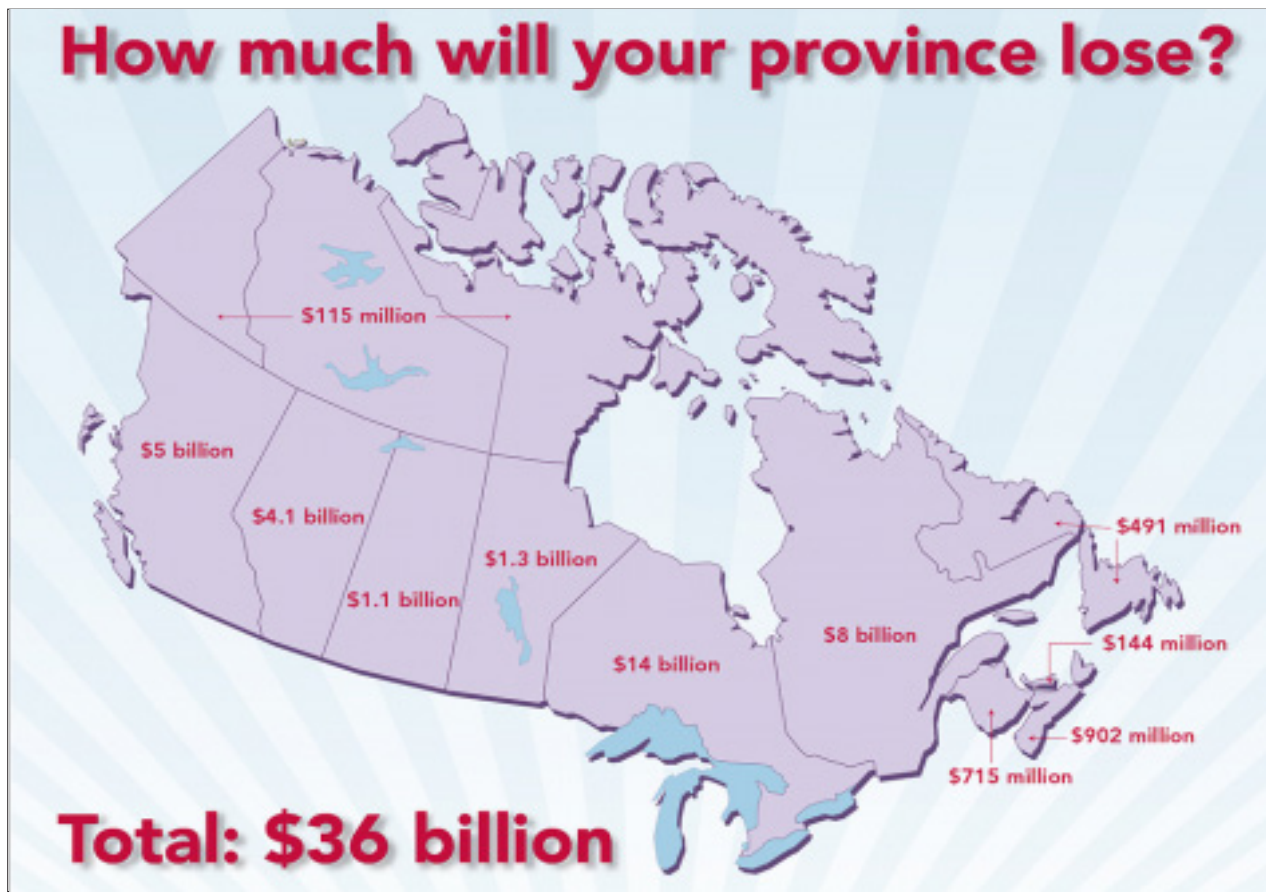 How much will your province lose?
$115 million
$5 billion
$4.1 billion
$491 million
$1.3 billion
$1.1 billion
$8 billion
$144 million
$14 billion
$902 million
$715 million
Total: $36 billion